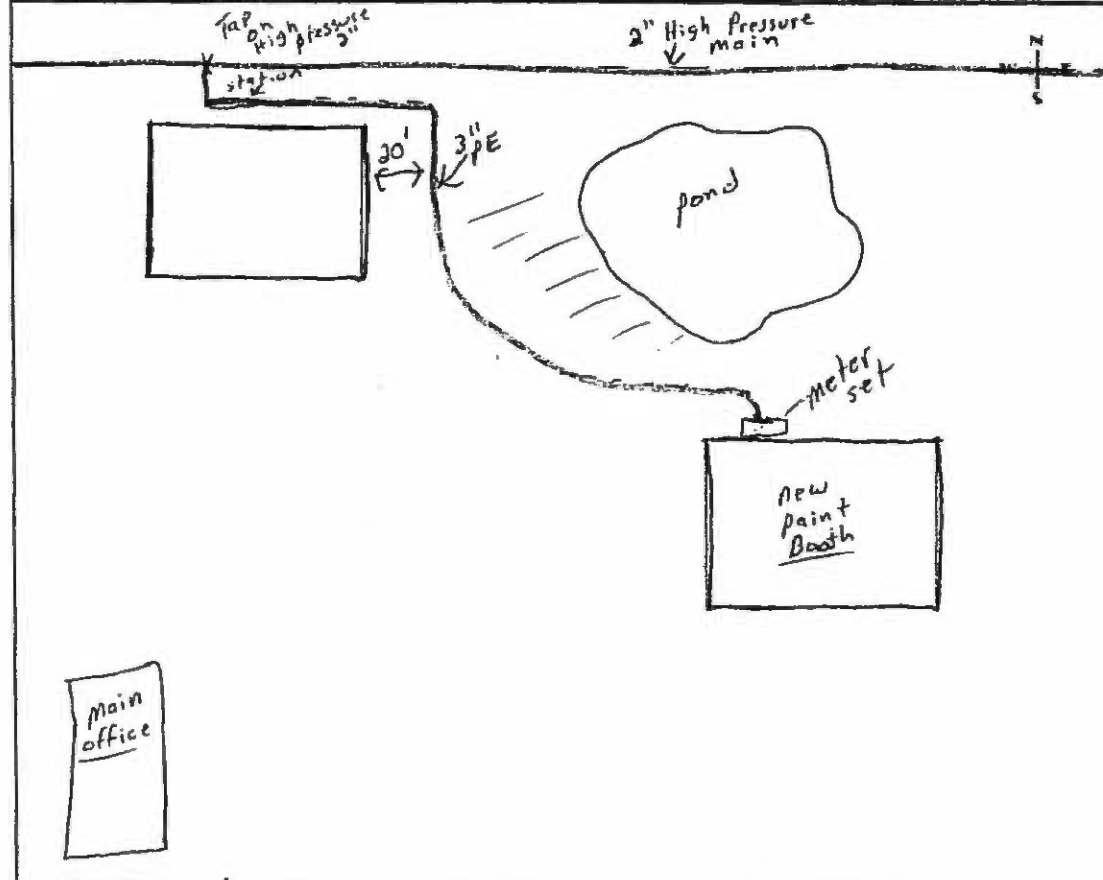 Tap on
High pressure
2"
2" High Pressure
main
N
W E
S
station
20'
3"
PE
pond
meter
set
new
paint
Booth
Main
office